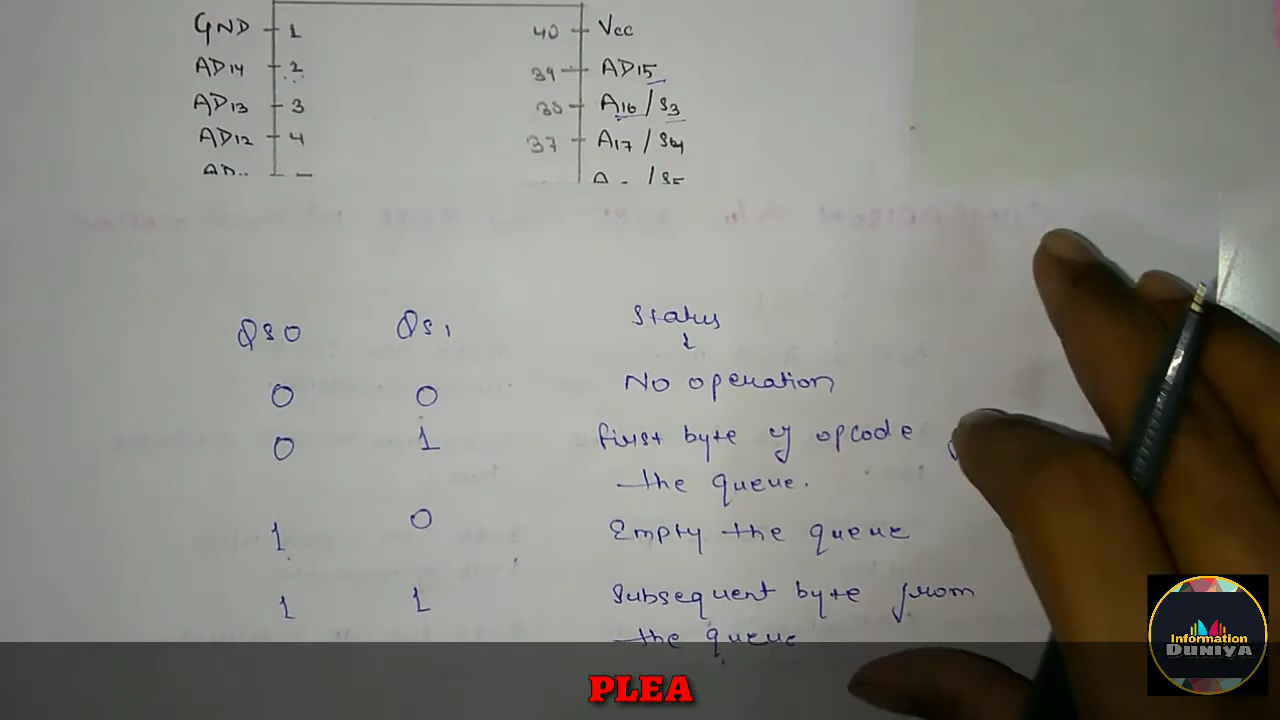 GND 1 40 Vcc
AD14 2 39 AD15
AD13 3 38 A16 / S3
AD12 4 37 A17 / S4
QS0 QS1 Status
0 0 No operation
0 1 first byte of opcode
the queue.
1 0 Empty the queue
1 1 Subsequent byte from
the queue
Information
Duniya
PLEA